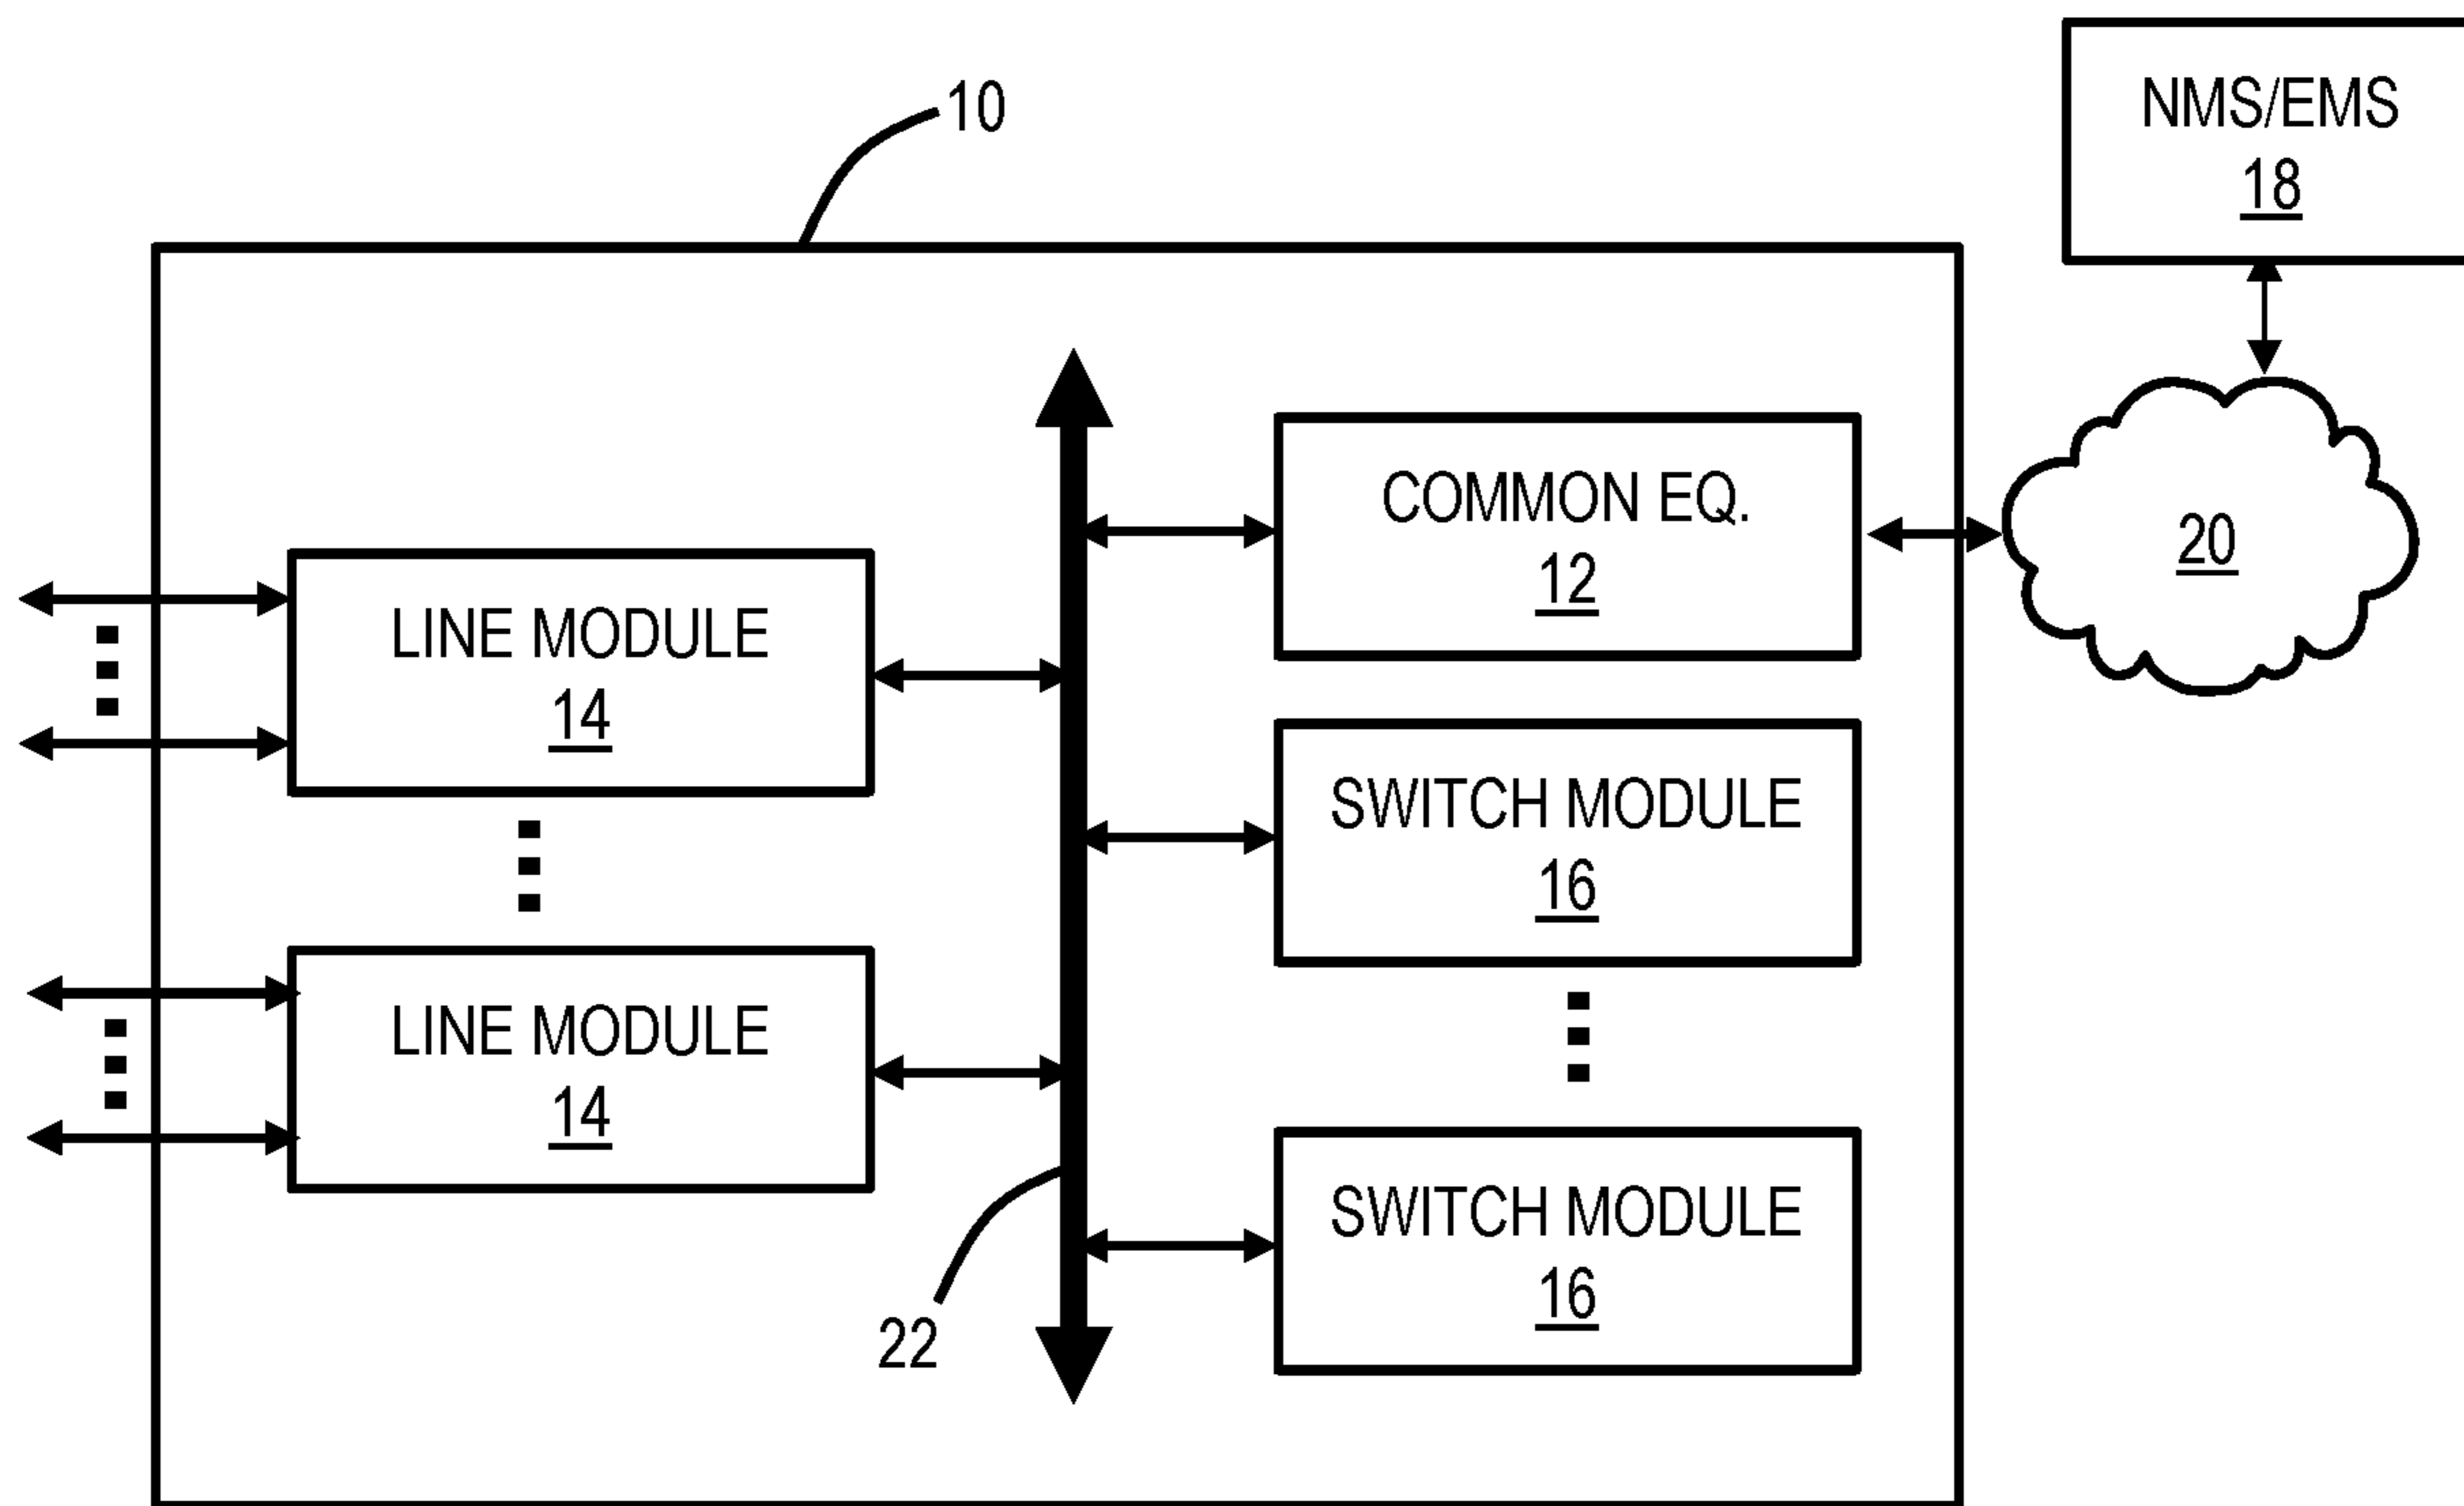 10
NMS/EMS
18
COMMON EQ.
12
20
LINE MODULE
14
SWITCH MODULE
16
LINE MODULE
14
SWITCH MODULE
16
22